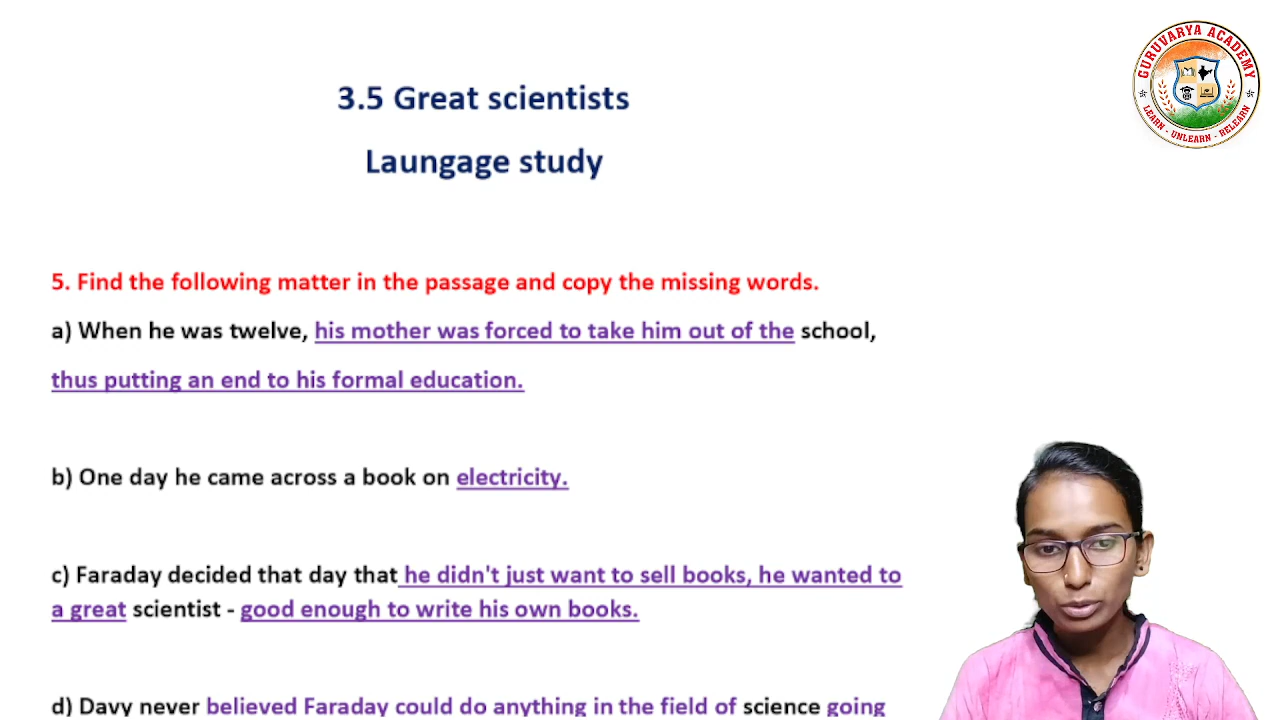 GURUVARYA ACADEMY
LEARN - UNLEARN - RELEARN
3.5 Great scientists
Laungage study
5. Find the following matter in the passage and copy the missing words.
a) When he was twelve, his mother was forced to take him out of the school,
thus putting an end to his formal education.
b) One day he came across a book on electricity.
c) Faraday decided that day that he didn't just want to sell books, he wanted to
a great scientist - good enough to write his own books.
d) Davy never believed Faraday could do anything in the field of science going